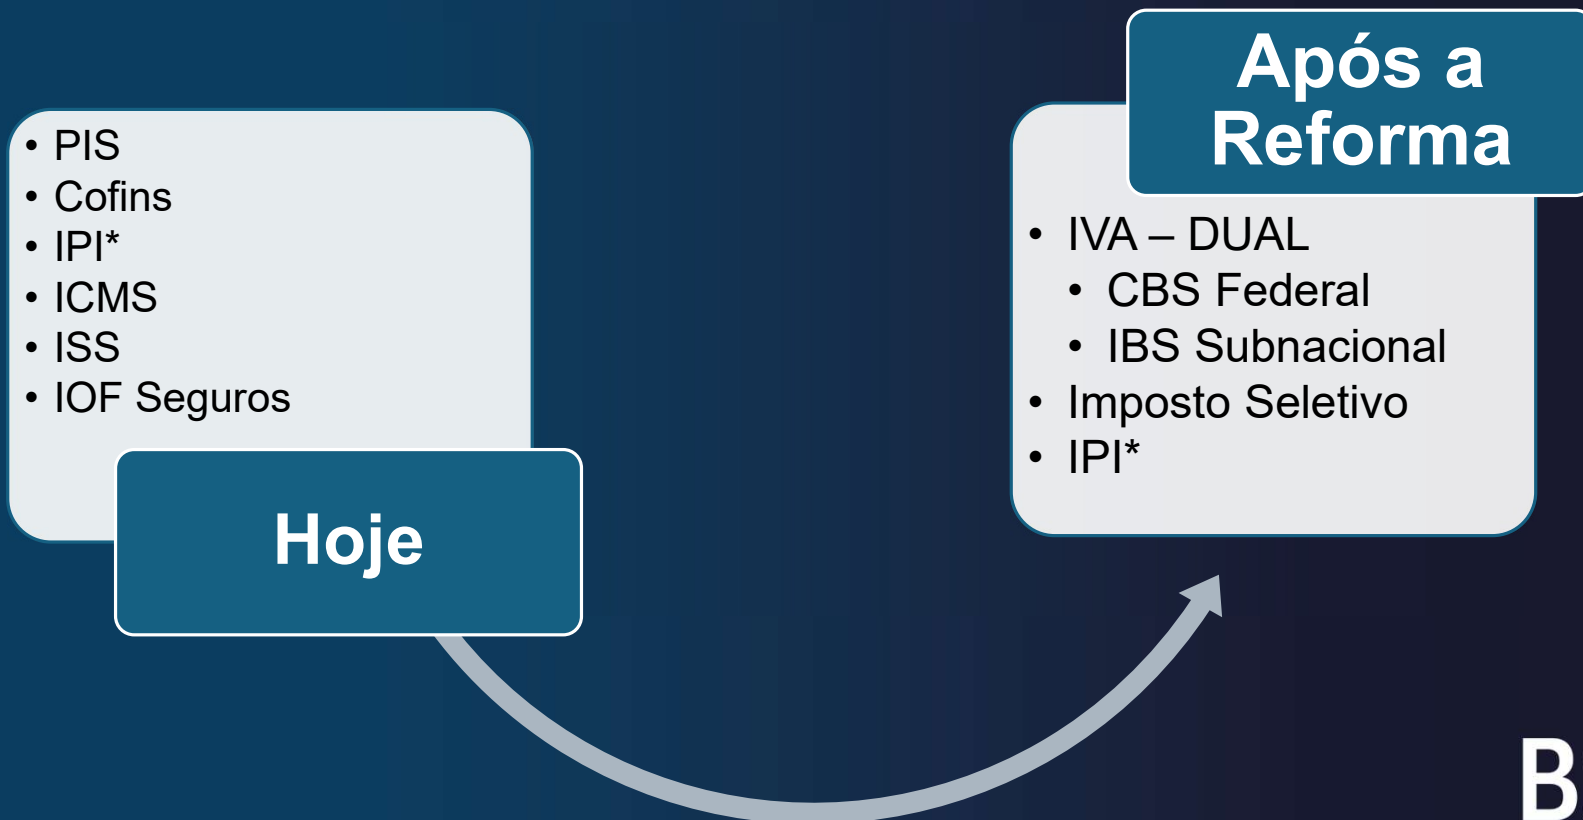 • PIS
• Cofins
• IPI*
• ICMS
• ISS
• IOF Seguros
Hoje
Após a
Reforma
• IVA – DUAL
• CBS Federal
• IBS Subnacional
• Imposto Seletivo
• IPI*
B